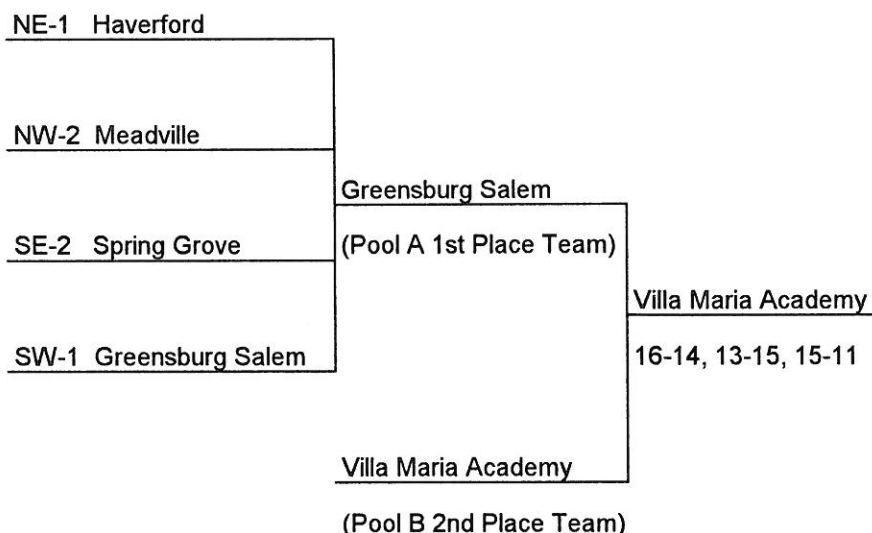 NE-1 Haverford
NW-2 Meadville
SE-2 Spring Grove
SW-1 Greensburg Salem
Greensburg Salem
(Pool A 1st Place Team)
Villa Maria Academy
(Pool B 2nd Place Team)
Villa Maria Academy
16-14, 13-15, 15-11